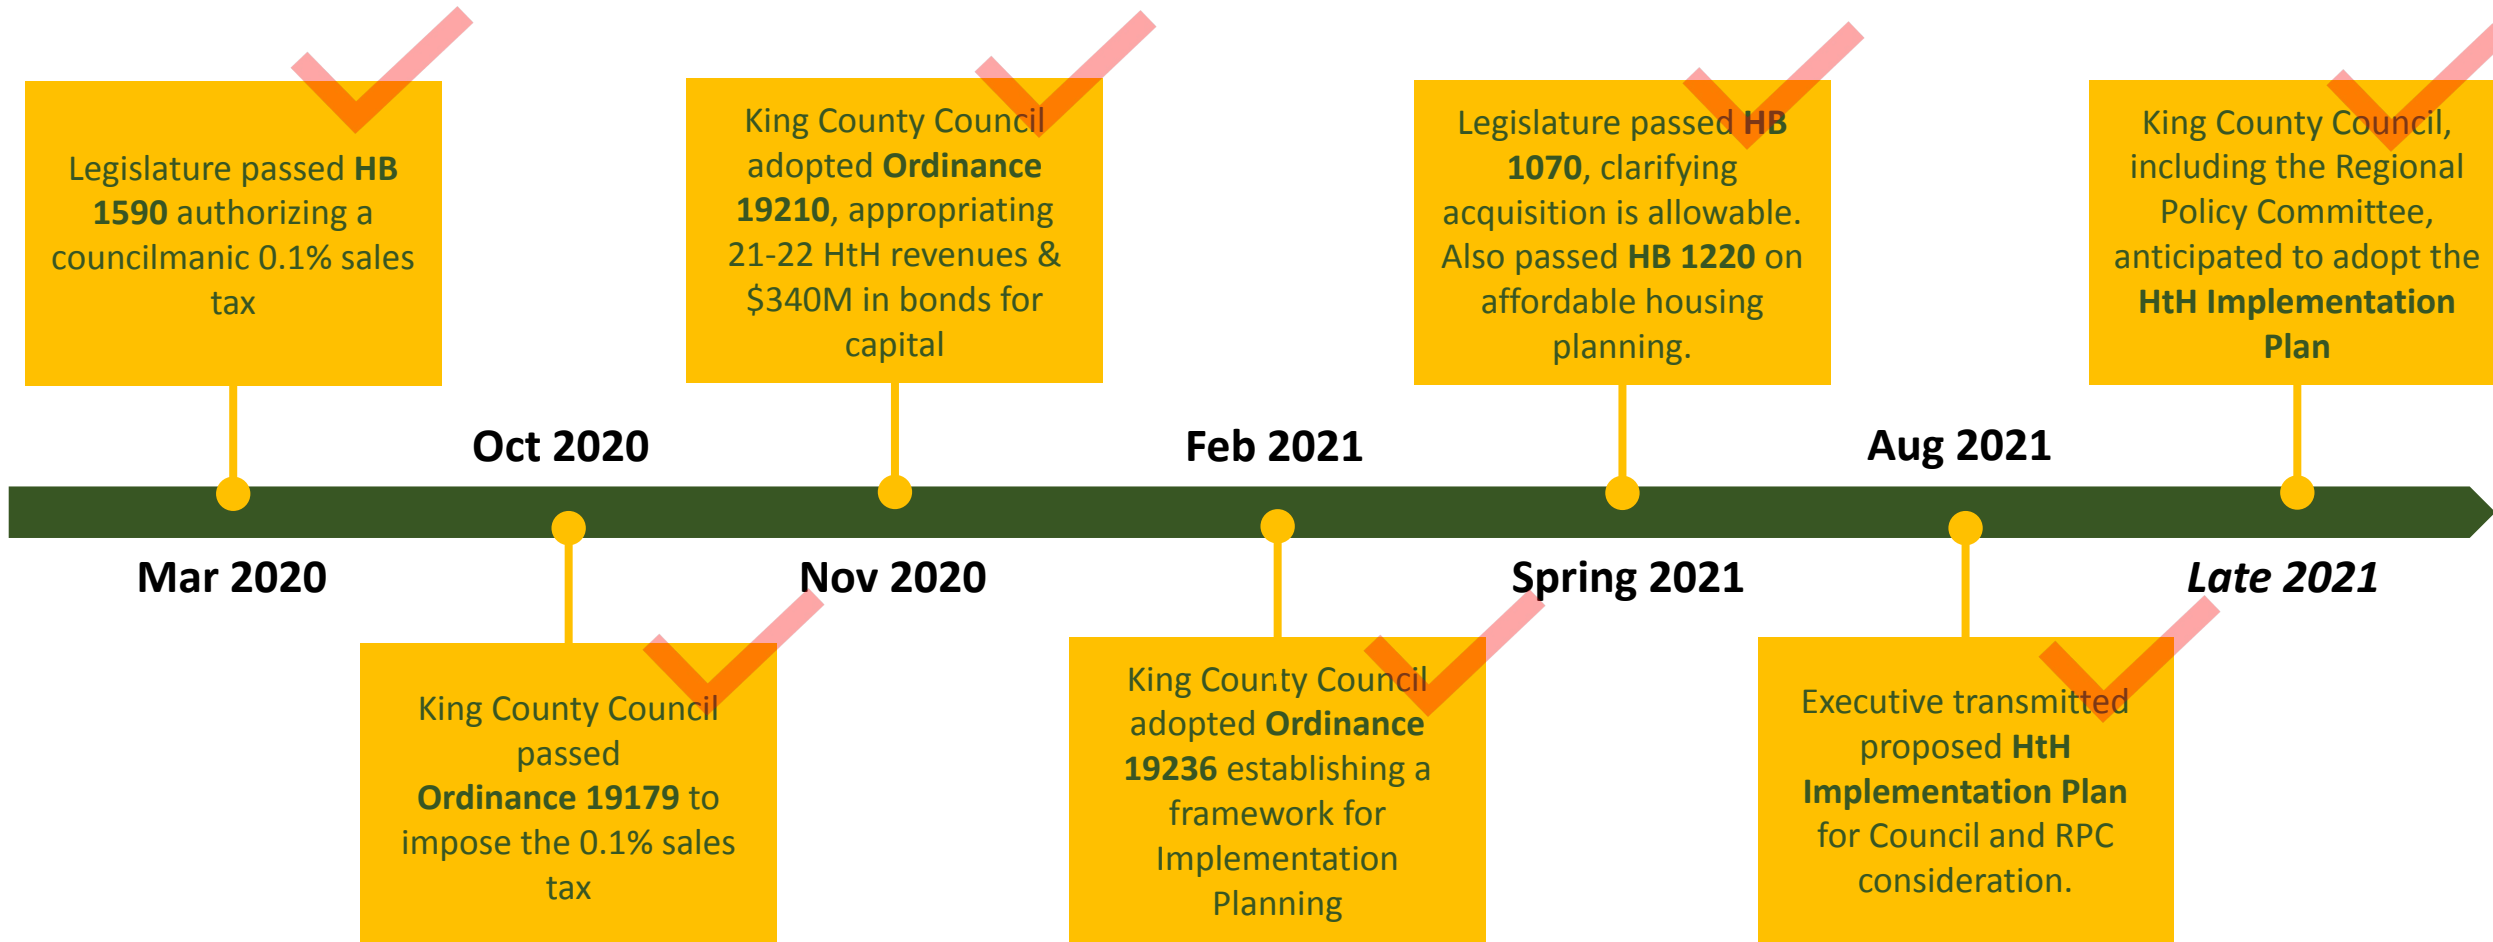 Legislature passed HB
1590 authorizing a
councilmanic 0.1% sales
tax
King County Council
adopted Ordinance
19210, appropriating
21-22 HtH revenues &
$340M in bonds for
capital
Legislature passed HB
1070, clarifying
acquisition is allowable.
Also passed HB 1220 on
affordable housing
planning.
King County Council,
including the Regional
Policy Committee,
anticipated to adopt the
HtH Implementation
Plan
Oct 2020
Feb 2021
Aug 2021
Mar 2020
Nov 2020
Spring 2021
Late 2021
King County Council
passed
Ordinance 19179 to
impose the 0.1% sales
tax
King County Council
adopted Ordinance
19236 establishing a
framework for
Implementation
Planning
Executive transmitted
proposed HtH
Implementation Plan
for Council and RPC
consideration.